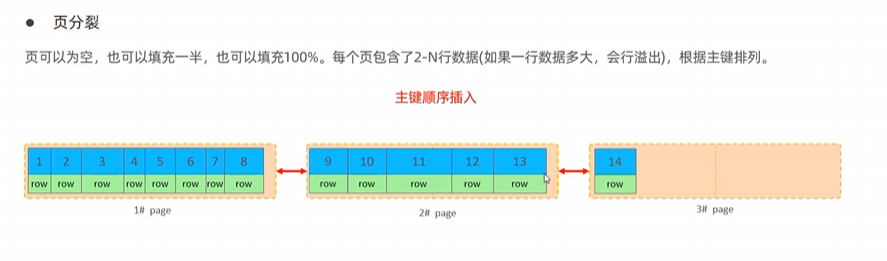 ● 页分裂
页可以为空，也可以填充一半，也可以填充100%。每个页包含了2-N行数据(如果一行数据多大，会行溢出)，根据主键排列。
主键顺序插入
1 2 3 4 5 6 7 8 9 10 11 12 13 14
row row row row row row row row row row row row row row
1# page 2# page 3# page